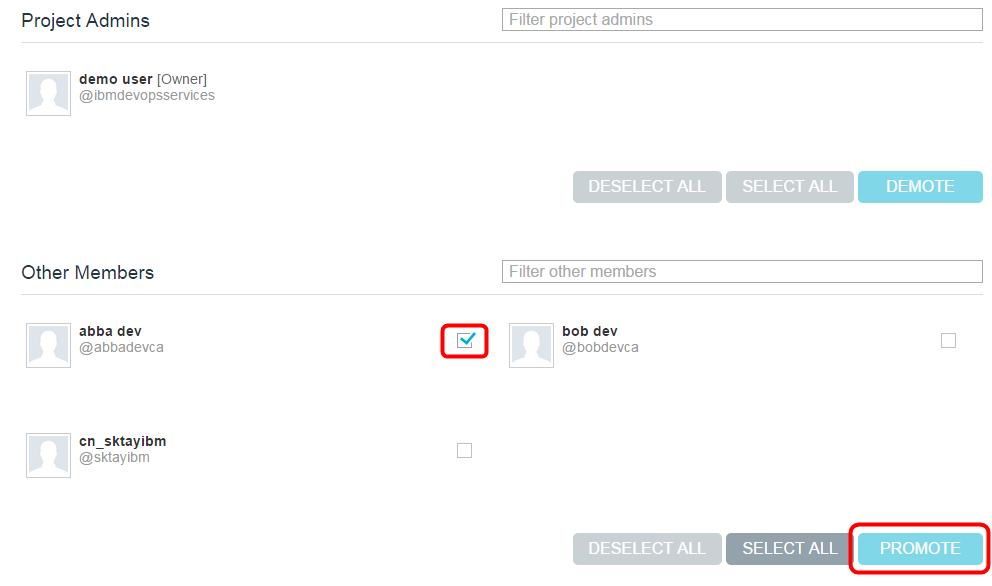 Project Admins
Filter project admins
demo user [Owner]
@ibmdevopsservices
DESELECT ALL
SELECT ALL
DEMOTE
Other Members
Filter other members
abba dev
@abbadevca
bob dev
@bobdevca
cn_sktayibm
@sktayibm
DESELECT ALL
SELECT ALL
PROMOTE